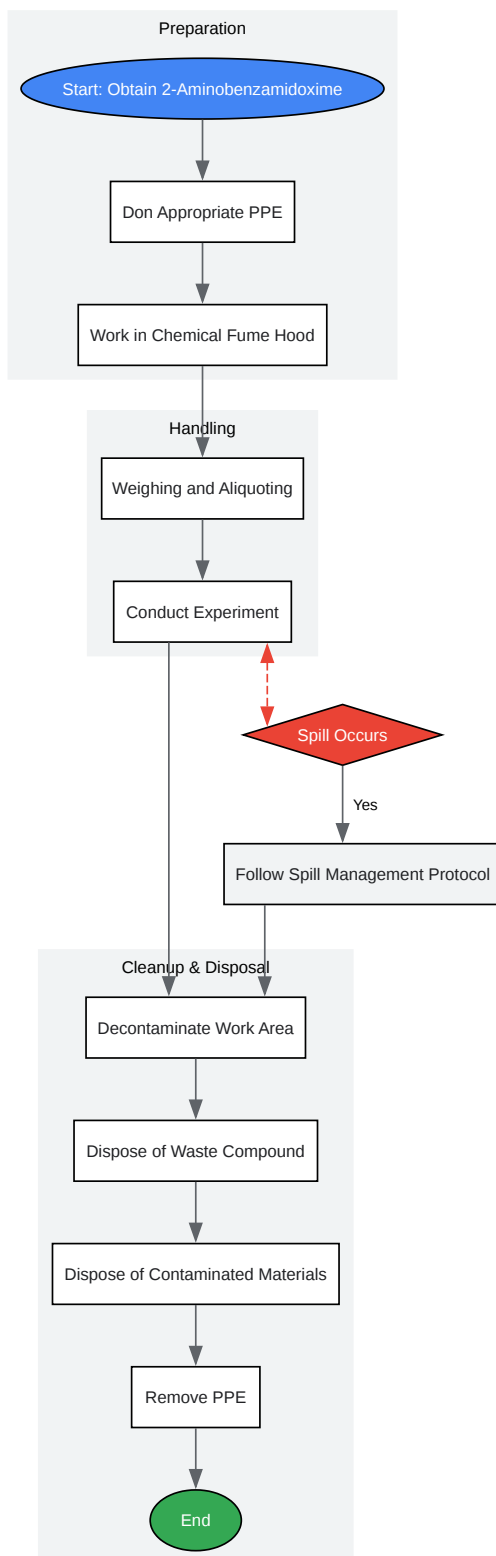 Preparation
Start: Obtain 2-Aminobenzamidoxime
Don Appropriate PPE
Work in Chemical Fume Hood
Handling
Weighing and Aliquoting
Conduct Experiment
Spill Occurs
Yes
Follow Spill Management Protocol
Cleanup & Disposal
Decontaminate Work Area
Dispose of Waste Compound
Dispose of Contaminated Materials
Remove PPE
End